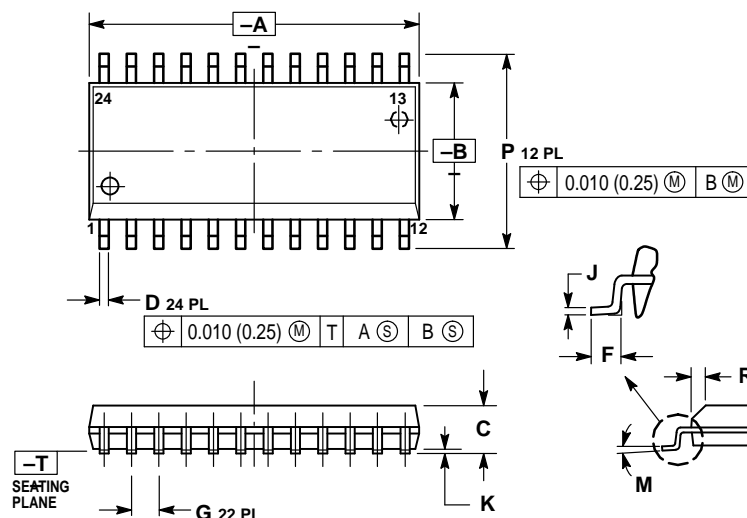 –A–
24 13
–B–
P 12 PL
⌖ 0.010 (0.25) Ⓜ B Ⓜ
1 12
J
D 24 PL
⌖ 0.010 (0.25) Ⓜ T A Ⓢ B Ⓢ
F
R
C
–T–
SEATING
PLANE
M
K
G 22 PL